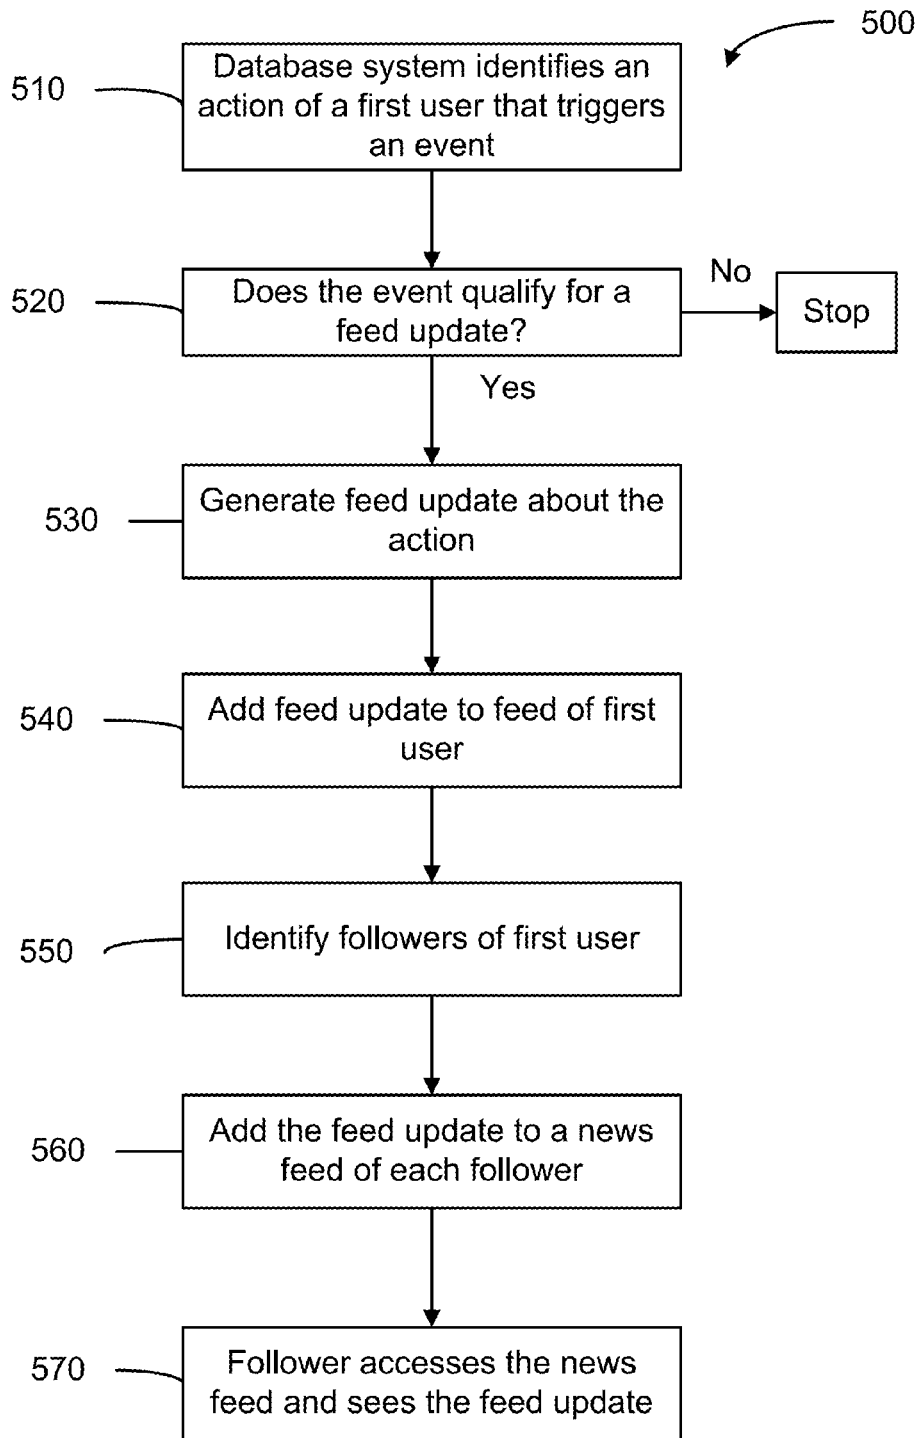 500
510
Database system identifies an
action of a first user that triggers
an event
520
Does the event qualify for a
feed update?
No
Stop
Yes
530
Generate feed update about the
action
540
Add feed update to feed of first
user
550
Identify followers of first user
560
Add the feed update to a news
feed of each follower
570
Follower accesses the news
feed and sees the feed update